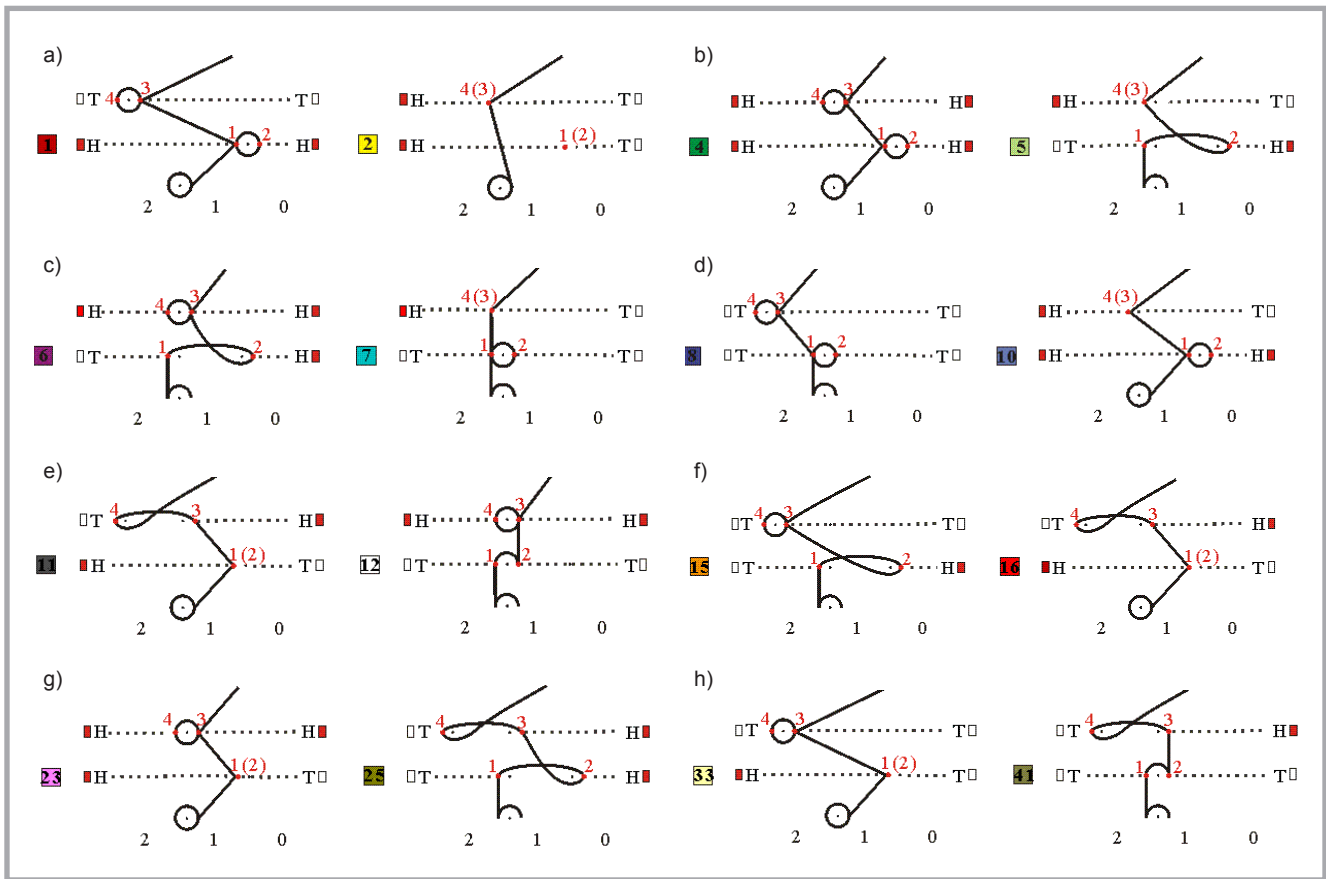 a)
b)
4 3
T T
4 (3)
H T
4 3
H H
4 (3)
H T
1 H 1 2 H
2 H 1 (2) T
4 H 1 2 H
5 T 2 H
2 1 0
2 1 0
2 1 0
2 1 0
c)
d)
4 3
H H
4 (3)
H T
4 3
T T
4 (3)
H T
6 T 1 2 H
7 T 1 2 T
8 T 1 2 T
10 H 1 2 H
2 1 0
2 1 0
2 1 0
2 1 0
e)
f)
4 3
T H
4 3
H H
4 3
T T
4 3
T H
11 H 1 (2) T
12 T 1 2 T
15 T 1 2 H
16 H 1 (2) T
2 1 0
2 1 0
2 1 0
2 1 0
g)
h)
4 3
H H
4 3
T H
4 3
T T
4 3
T H
23 H 1 (2) T
25 T 1 2 H
33 H 1 (2) T
41 T 1 2 T
2 1 0
2 1 0
2 1 0
2 1 0